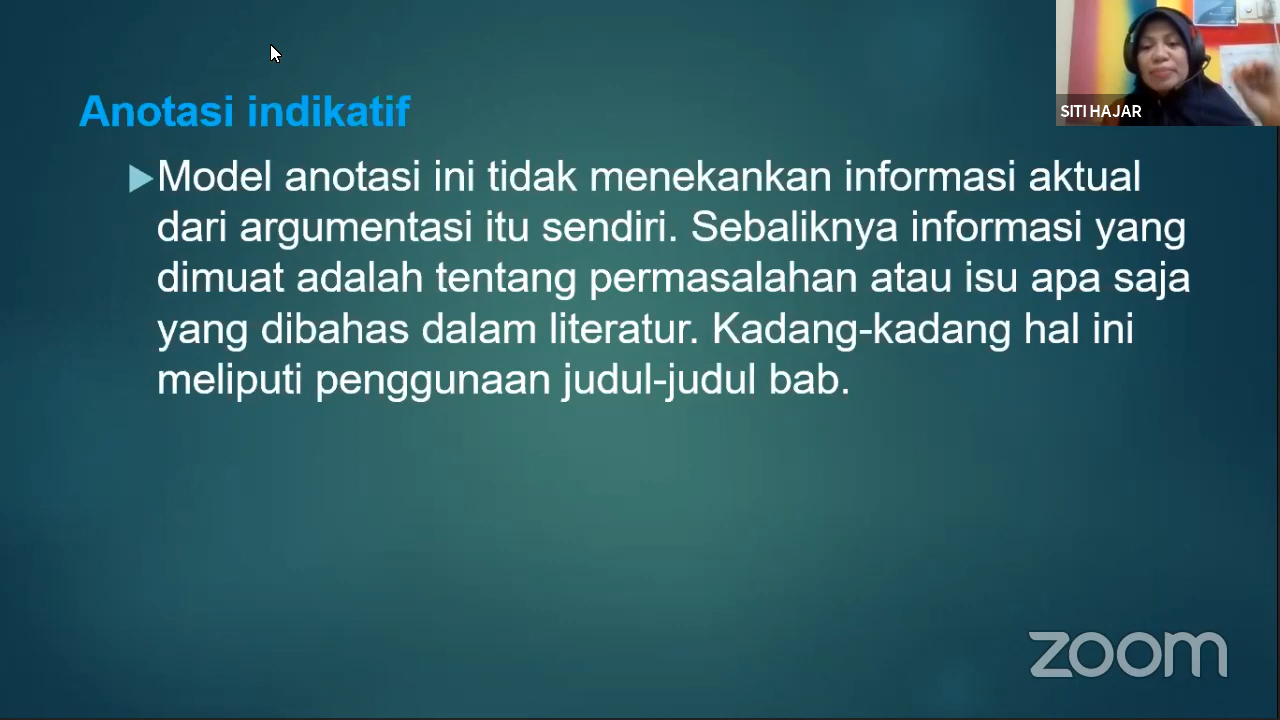 SITI HAJAR
Anotasi indikatif
Model anotasi ini tidak menekankan informasi aktual
dari argumentasi itu sendiri. Sebaliknya informasi yang
dimuat adalah tentang permasalahan atau isu apa saja
yang dibahas dalam literatur. Kadang-kadang hal ini
meliputi penggunaan judul-judul bab.
zoom